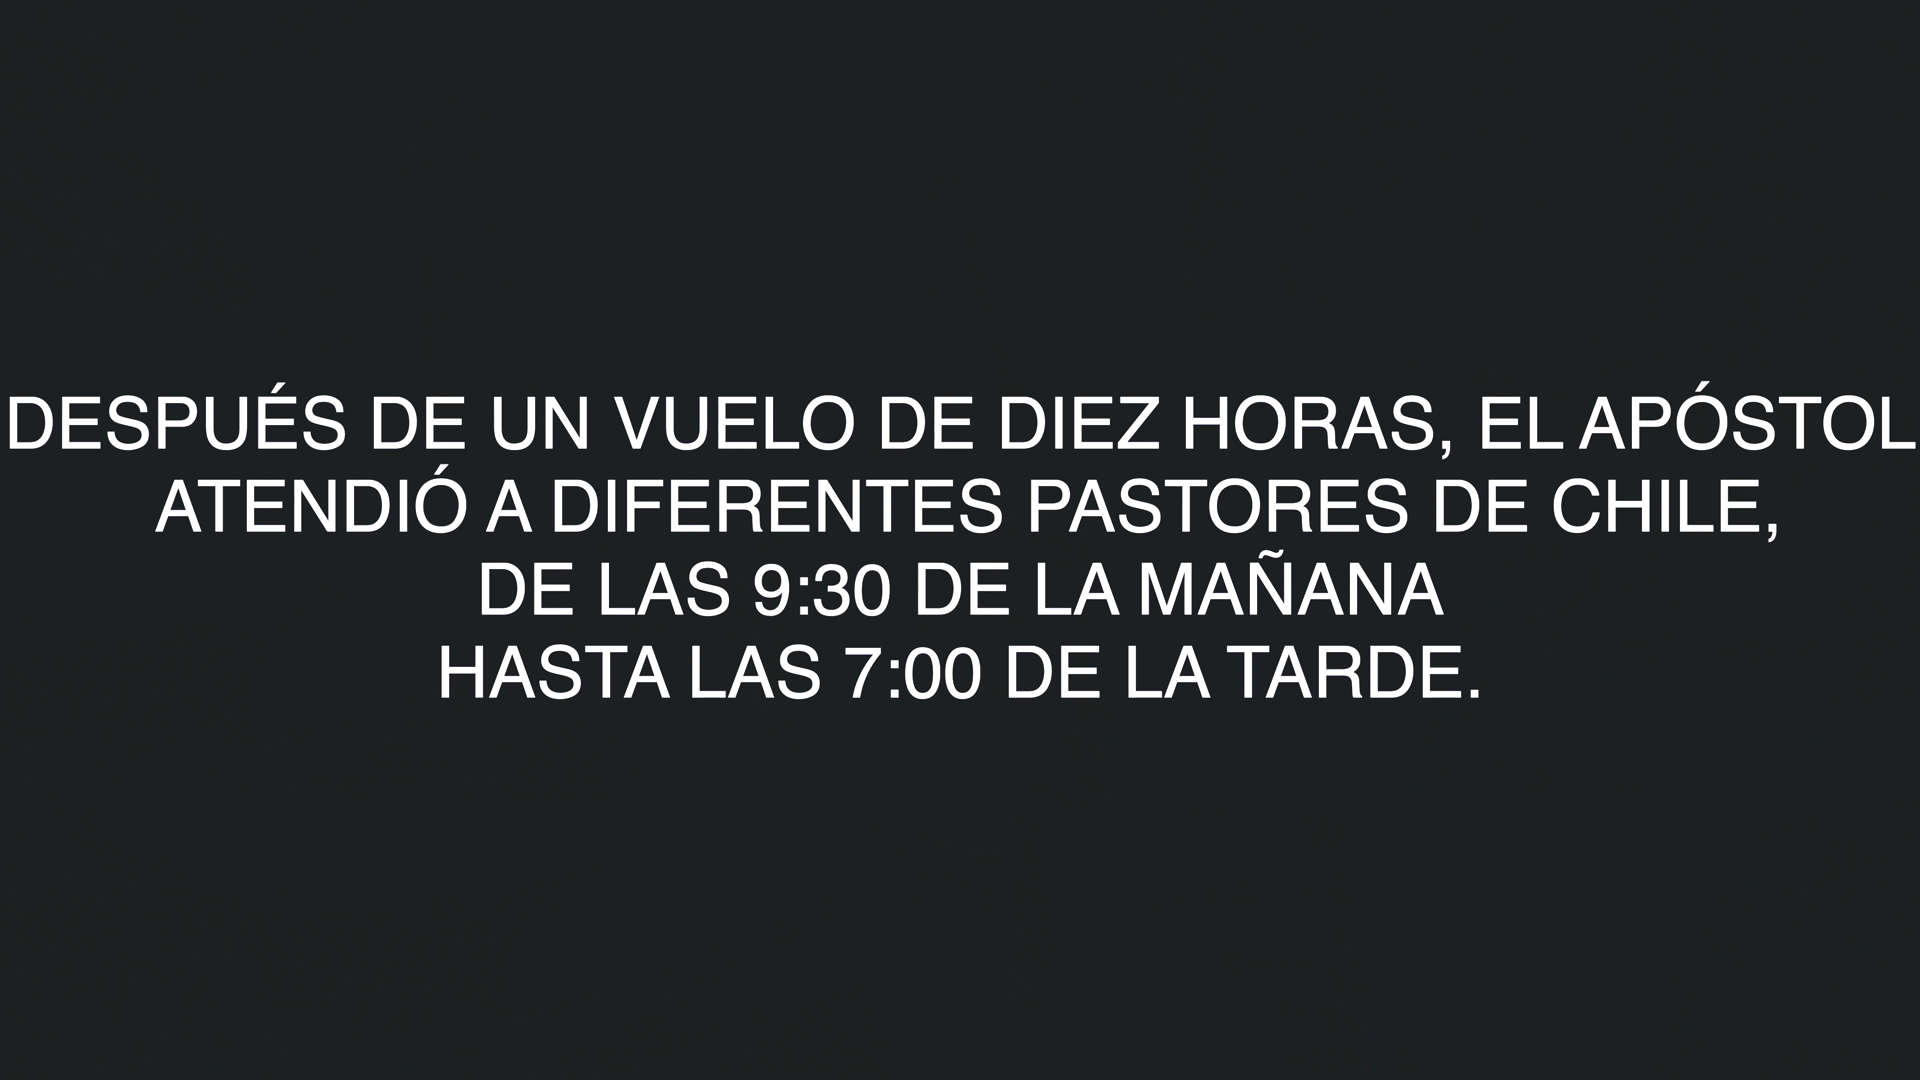 DESPUÉS DE UN VUELO DE DIEZ HORAS, EL APÓSTOL
ATENDIÓ A DIFERENTES PASTORES DE CHILE,
DE LAS 9:30 DE LA MAÑANA
HASTA LAS 7:00 DE LA TARDE.